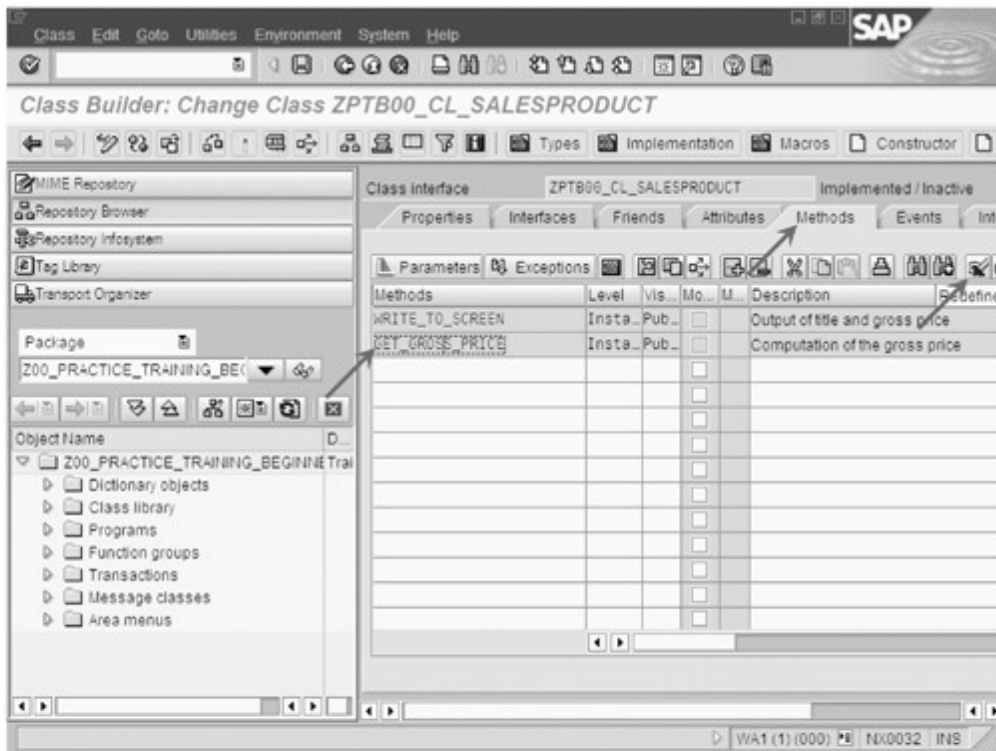 Class Edit Goto Utilities Environment System Help
SAP
Class Builder: Change Class ZPTB00_CL_SALESPRODUCT
Types Implementation Macros Constructor
MIME Repository
Repository Browser
Repository Infosystem
Tag Library
Transport Organizer
Package
Z00_PRACTICE_TRAINING_BEG
Object Name D...
Z00_PRACTICE_TRAINING_BEGINNE Trai
Dictionary objects
Class library
Programs
Function groups
Transactions
Message classes
Area menus
Class interface ZPTB00_CL_SALESPRODUCT Implemented / Inactive
Properties Interfaces Friends Attributes Methods Events Int
Parameters Exceptions
Methods Level Vis... Mo... M... Description Redefine
WRITE_TO_SCREEN Insta... Pub... Output of title and gross price
GET_GROSS_PRICE Insta... Pub... Computation of the gross price
WA1 (1) (000) NX0032 INS